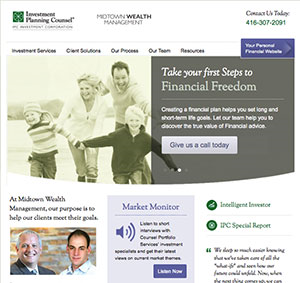 Investment
Planning Counsel
IPC INVESTMENT CORPORATION
MIDTOWN WEALTH
MANAGEMENT
Contact Us Today:
416-307-2091
Investment Services
Client Solutions
Our Process
Our Team
Resources
Your Personal
Financial Website
Take your first Steps to
Financial Freedom
Creating a financial plan helps you set long and
short-term life goals. Let our team help you to
discover the true value of Financial advice.
Give us a call today
At Midtown Wealth
Management, our purpose is to
help our clients meet their goals.
Market Monitor
Listen to short
interviews with
Counsel Portfolio
Services' investment
specialists and get their latest
views on current market themes.
Listen Now
Intelligent Investor
IPC Special Report
“ We sleep so much easier knowing
that we've taken care of all the
"what-ifs" and seen how our
future could unfold. Now, when
the next thing comes up, we can